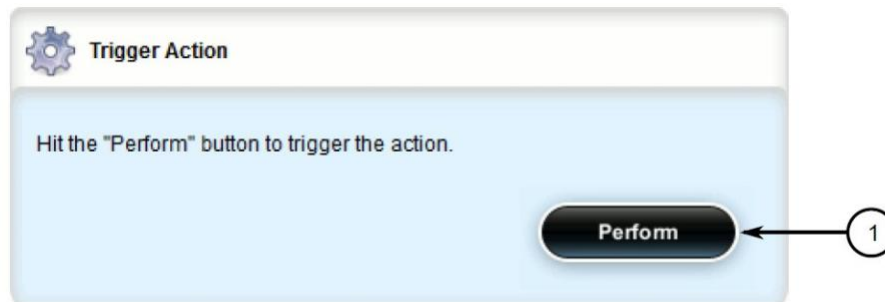 Trigger Action
Hit the "Perform" button to trigger the action.
Perform
1